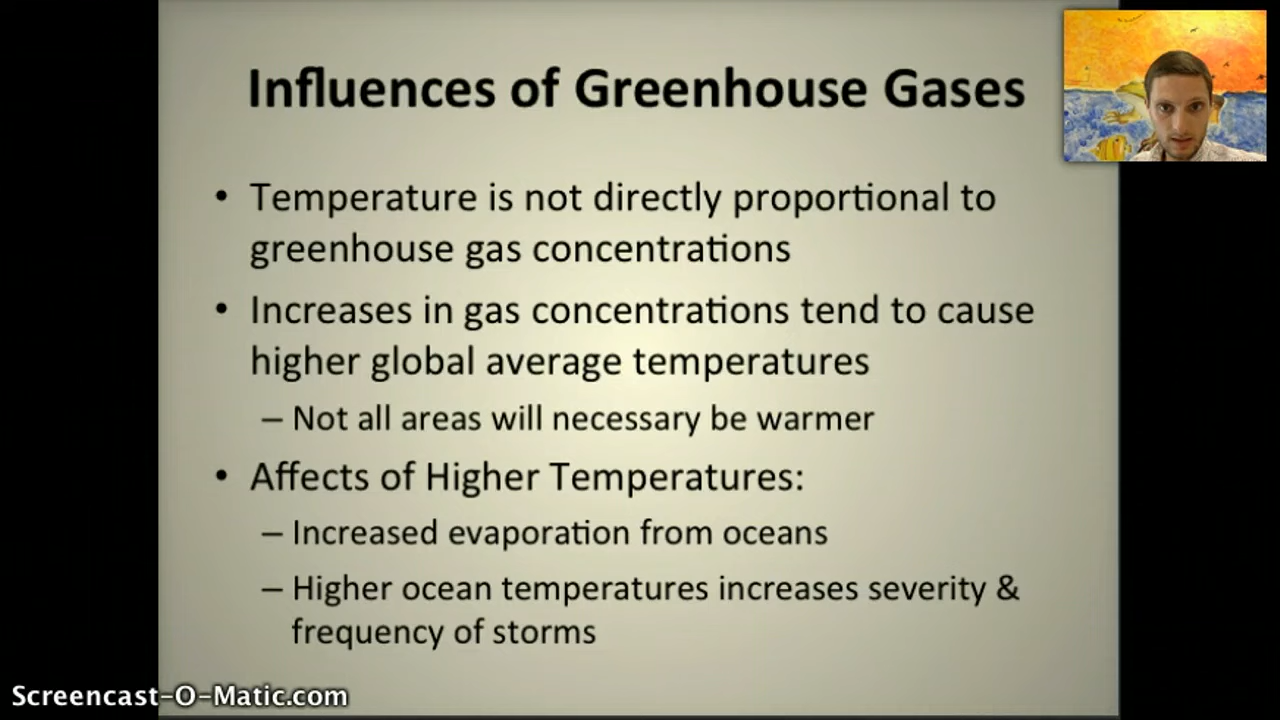 Influences of Greenhouse Gases
• Temperature is not directly proportional to
greenhouse gas concentrations
• Increases in gas concentrations tend to cause
higher global average temperatures
– Not all areas will necessary be warmer
• Affects of Higher Temperatures:
– Increased evaporation from oceans
– Higher ocean temperatures increases severity &
frequency of storms
Screencast-O-Matic.com